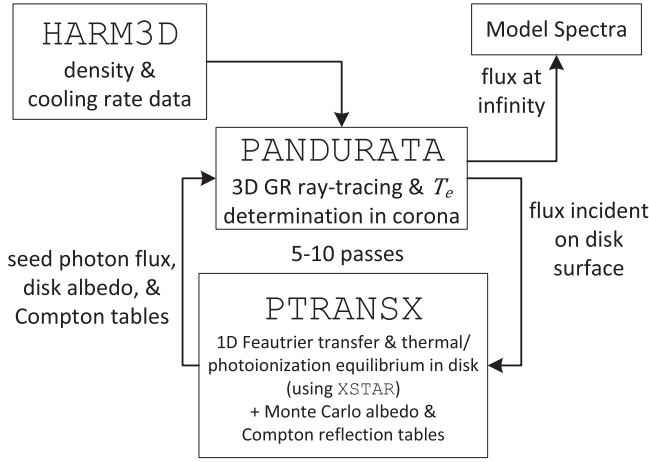 HARM3D
density &
cooling rate data
Model Spectra
flux at
infinity
PANDURATA
3D GR ray-tracing & Te
determination in corona
flux incident
on disk
surface
seed photon flux,
disk albedo, &
Compton tables
5-10 passes
PTRANSX
1D Feautrier transfer & thermal/
photoionization equilibrium in disk
(using XSTAR)
+ Monte Carlo albedo &
Compton reflection tables